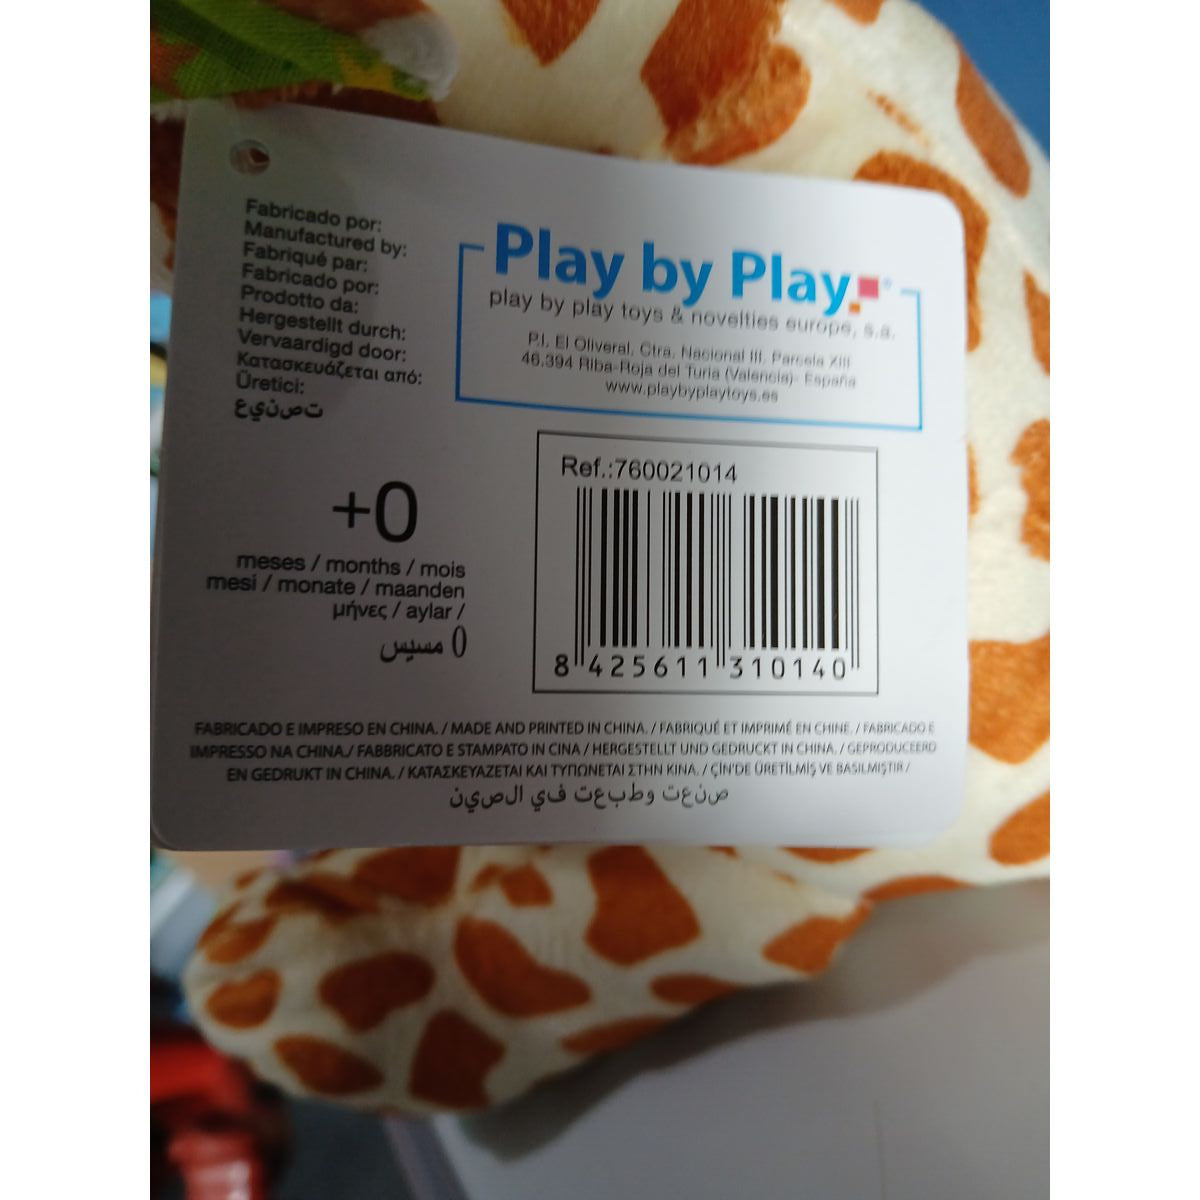 Fabricado por:
Manufactured by:
Fabriqué par:
Fabricado por:
Prodotto da:
Hergestellt durch:
Vervaardigd door:
Κατασκευάζεται από:
Üretici:
ع ي ن ص ت
Play by Play®
play by play toys & novelties europe, s.a.
P.I. El Oliveral, Ctra. Nacional III, Parcela XIII
46.394 Riba-Roja del Turia (Valencia)- España
www.playbyplaytoys.es
+0
meses / months / mois
mesi / monate / maanden
μήνες / aylar /
0 مسيس
Ref.:760021014
8 425611 310140
FABRICADO E IMPRESO EN CHINA. / MADE AND PRINTED IN CHINA. / FABRIQUÉ ET IMPRIMÉ EN CHINE. / FABRICADO E
IMPRESSO NA CHINA./ FABBRICATO E STAMPATO IN CINA / HERGESTELLT UND GEDRUCKT IN CHINA. / GEPRODUCEERD
EN GEDRUKT IN CHINA. / ΚΑΤΑΣΚΕΥΑΖΕΤΑΙ ΚΑΙ ΤΥΠΩΝΕΤΑΙ ΣΤΗΝ ΚΙΝΑ. / ÇİN'DE ÜRETİLMİŞ VE BASILMIŞTIR /
ص ن ع ت و ط ب ع ت ف ي ا ل ص ي ن